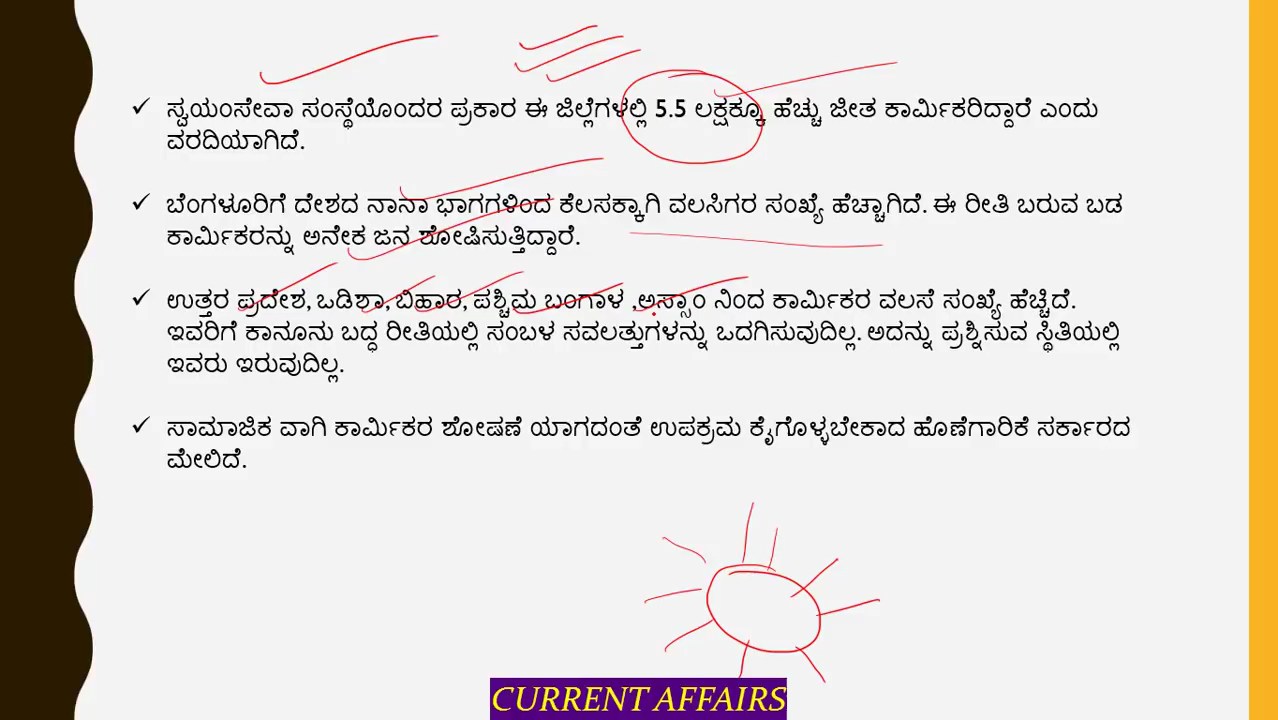 ಸ್ವಯಂಸೇವಾ ಸಂಸ್ಥೆಯೊಂದರ ಪ್ರಕಾರ ಈ ಜಿಲ್ಲೆಗಳಲ್ಲಿ 5.5 ಲಕ್ಷಕ್ಕೂ ಹೆಚ್ಚು ಜೀತ ಕಾರ್ಮಿಕರಿದ್ದಾರೆ ಎಂದು
ವರದಿಯಾಗಿದೆ.
ಬೆಂಗಳೂರಿಗೆ ದೇಶದ ನಾನಾ ಭಾಗಗಳಿಂದ ಕೆಲಸಕ್ಕಾಗಿ ವಲಸಿಗರ ಸಂಖ್ಯೆ ಹೆಚ್ಚಾಗಿದೆ. ಈ ರೀತಿ ಬರುವ ಬಡ
ಕಾರ್ಮಿಕರನ್ನು ಅನೇಕ ಜನ ಶೋಷಿಸುತ್ತಿದ್ದಾರೆ.
ಉತ್ತರ ಪ್ರದೇಶ, ಒಡಿಶಾ, ಬಿಹಾರ, ಪಶ್ಚಿಮ ಬಂಗಾಳ ,ಅಸ್ಸಾಂ ನಿಂದ ಕಾರ್ಮಿಕರ ವಲಸೆ ಸಂಖ್ಯೆ ಹೆಚ್ಚಿದೆ.
ಇವರಿಗೆ ಕಾನೂನು ಬದ್ಧ ರೀತಿಯಲ್ಲಿ ಸಂಬಳ ಸವಲತ್ತುಗಳನ್ನು ಒದಗಿಸುವುದಿಲ್ಲ. ಅದನ್ನು ಪ್ರಶ್ನಿಸುವ ಸ್ಥಿತಿಯಲ್ಲಿ
ಇವರು ಇರುವುದಿಲ್ಲ.
ಸಾಮಾಜಿಕ ವಾಗಿ ಕಾರ್ಮಿಕರ ಶೋಷಣೆ ಯಾಗದಂತೆ ಉಪಕ್ರಮ ಕೈಗೊಳ್ಳಬೇಕಾದ ಹೊಣೆಗಾರಿಕೆ ಸರ್ಕಾರದ
ಮೇಲಿದೆ.
CURRENT AFFAIRS